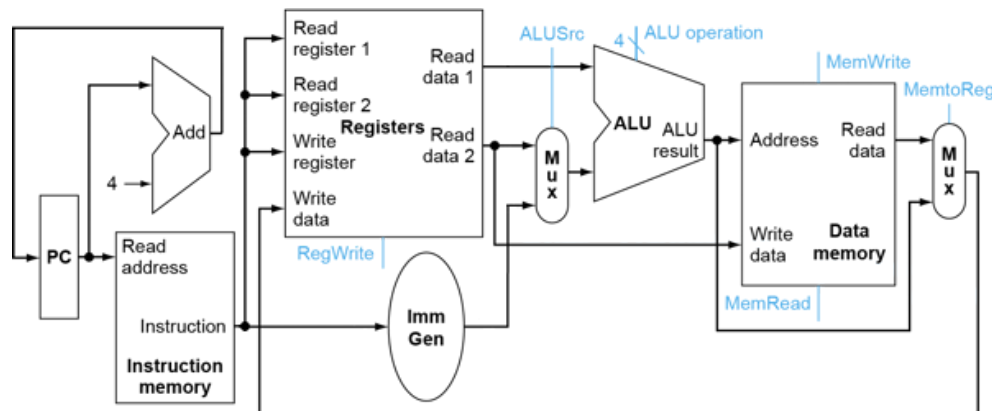 Add
4
PC
Read
address
Instruction
Instruction
memory
Read
register 1
Read
register 2
Write
register
Write
data
Registers
Read
data 1
Read
data 2
RegWrite
Imm
Gen
ALUSrc
M
u
x
4
ALU operation
ALU
ALU
result
MemWrite
Address
Read
data
Write
data
Data
memory
MemRead
MemtoReg
M
u
x